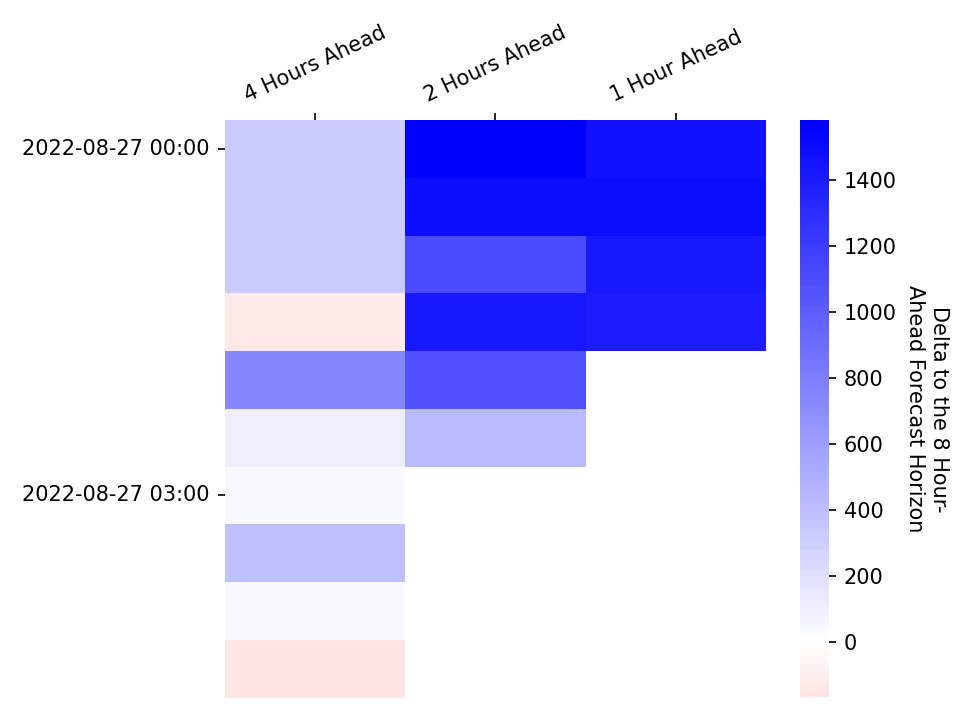 4 Hours Ahead
2 Hours Ahead
1 Hour Ahead
2022-08-27 00:00
2022-08-27 03:00
1400
1200
1000
800
600
400
200
0
Delta to the 8 Hour-
Ahead Forecast Horizon